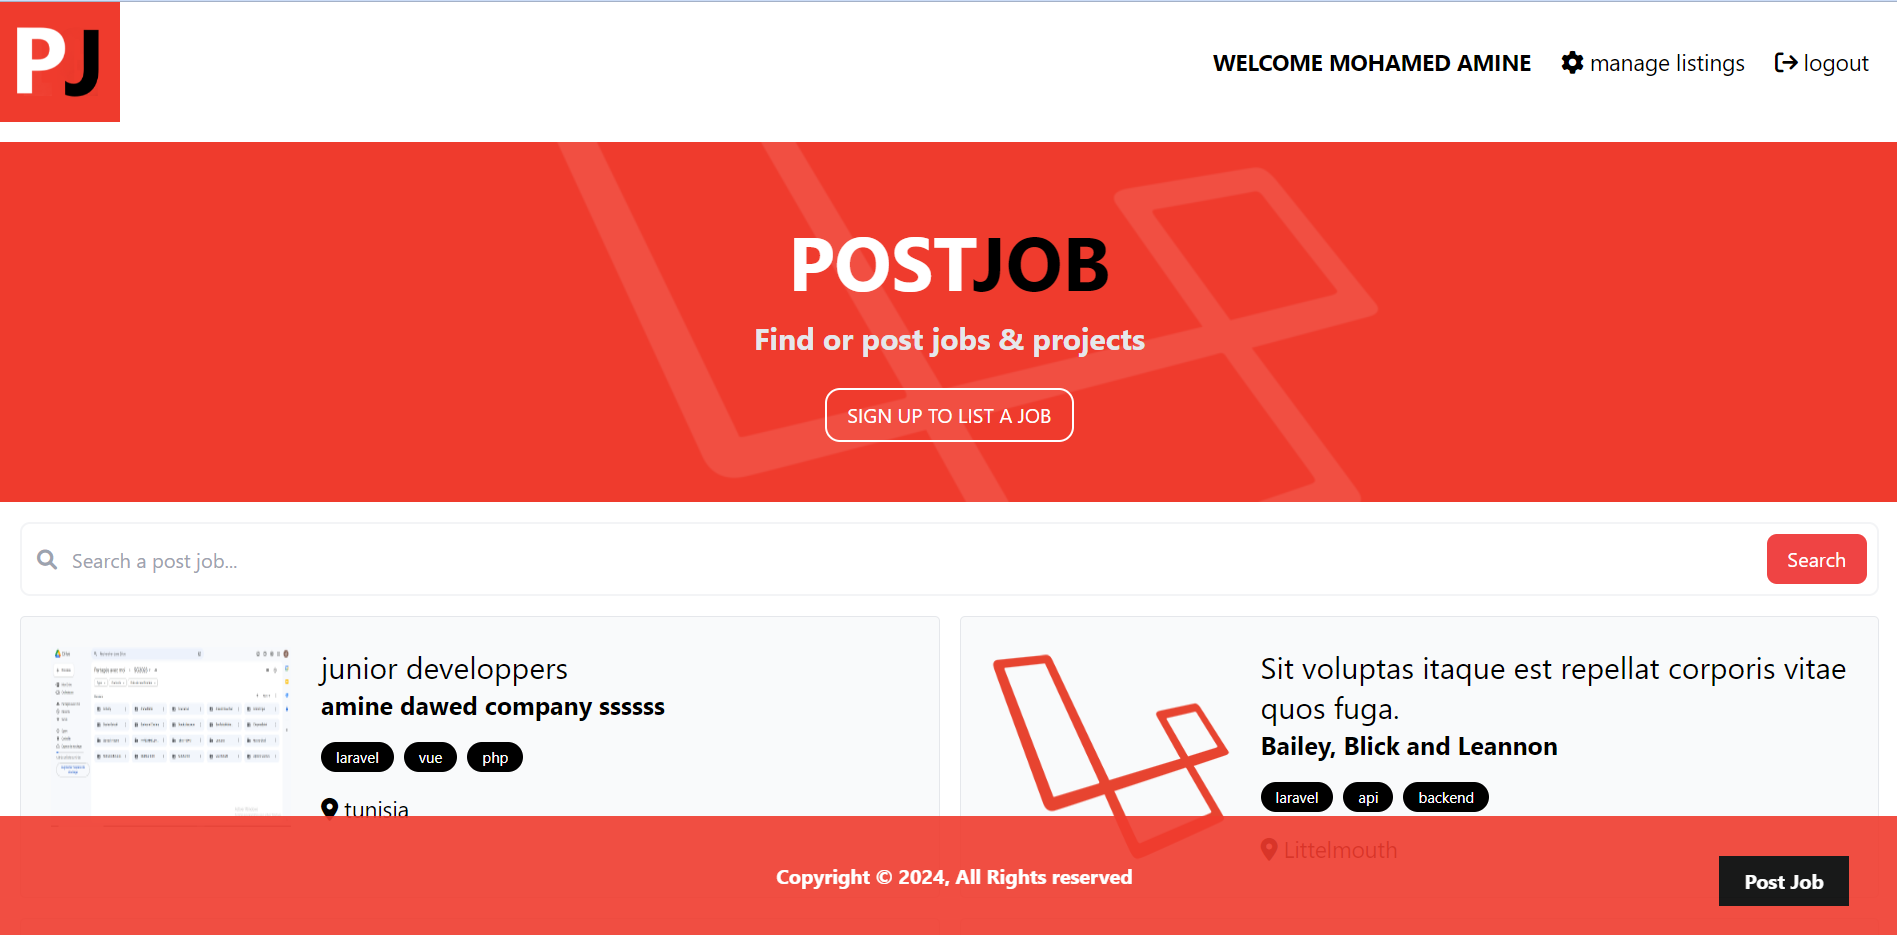 PJ
WELCOME MOHAMED AMINE
manage listings
logout
POSTJOB
Find or post jobs & projects
SIGN UP TO LIST A JOB
Search a post job...
Search
junior developpers
amine dawed company ssssss
laravel vue php
tunisia
Sit voluptas itaque est repellat corporis vitae
quos fuga.
Bailey, Blick and Leannon
laravel api backend
Littelmouth
Copyright © 2024, All Rights reserved
Post Job